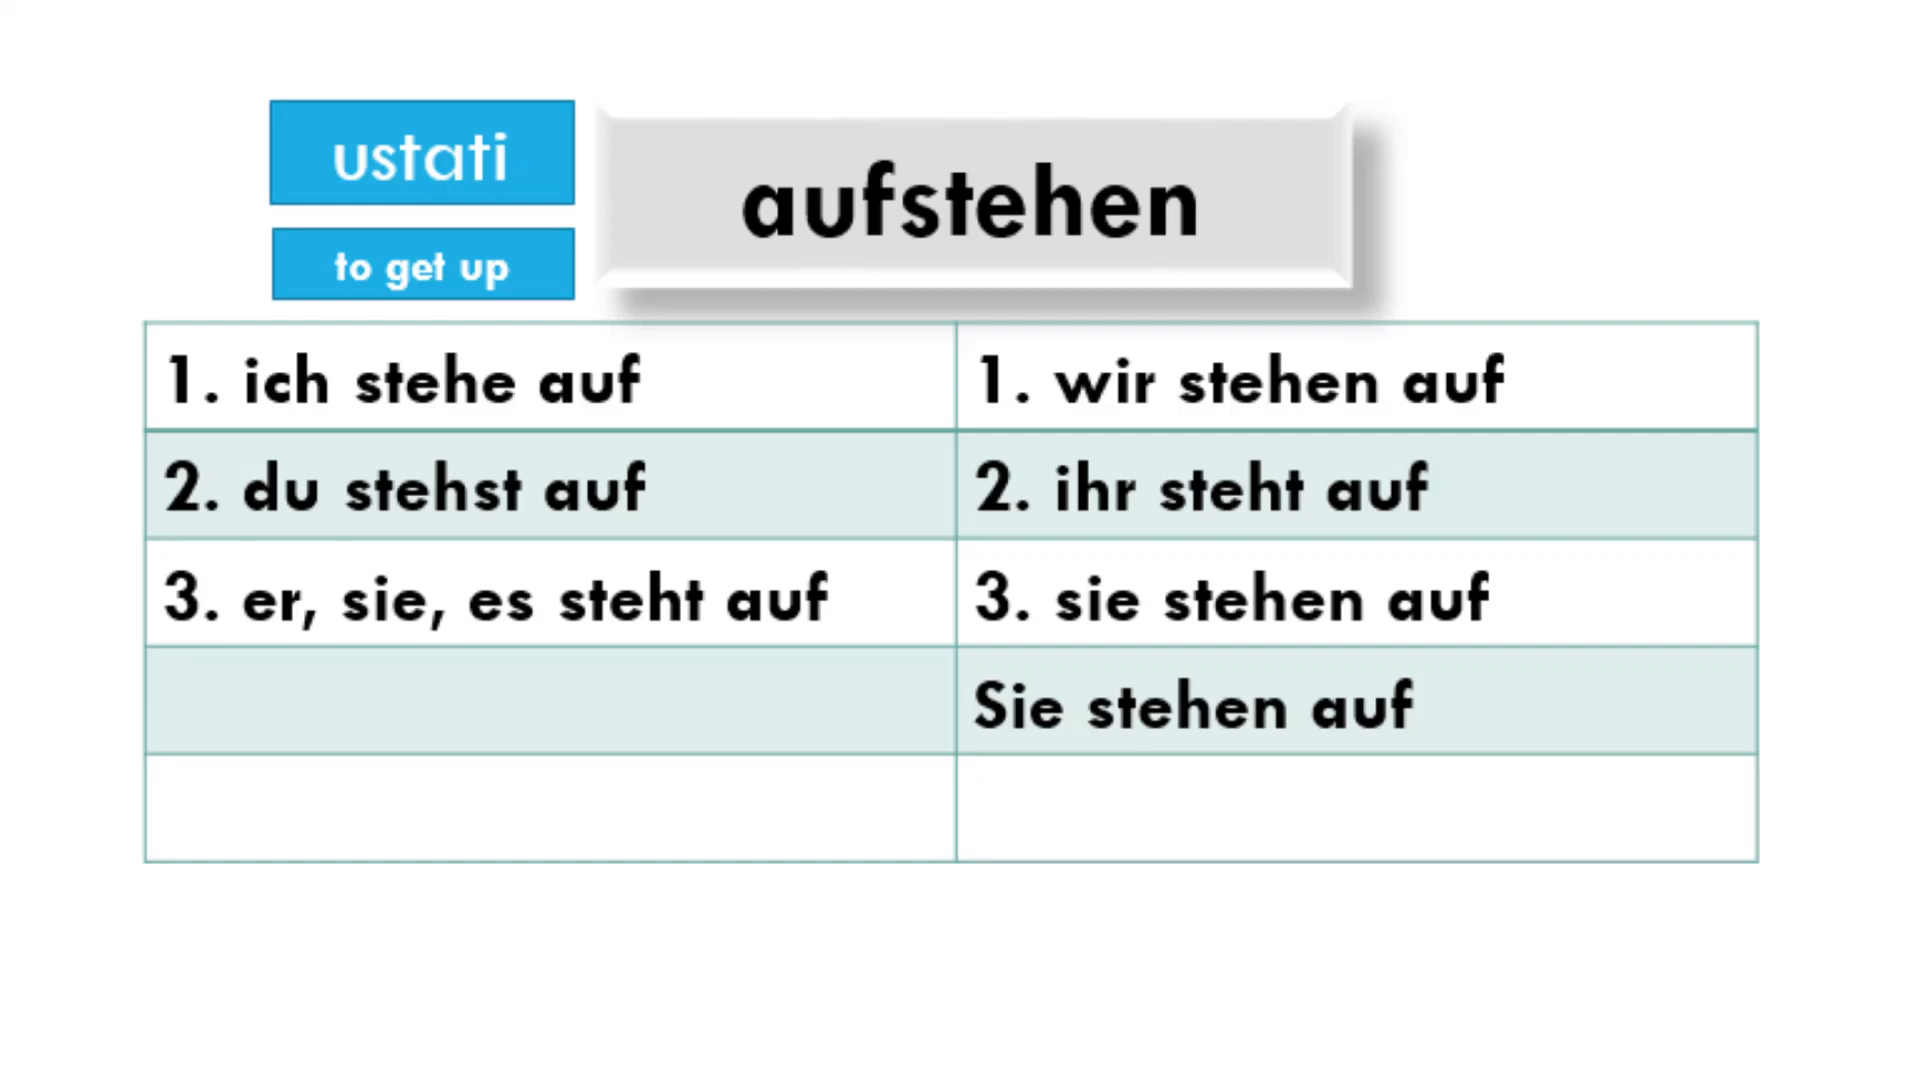 ustati
to get up
aufstehen
1. ich stehe auf
1. wir stehen auf
2. du stehst auf
2. ihr steht auf
3. er, sie, es steht auf
3. sie stehen auf
Sie stehen auf